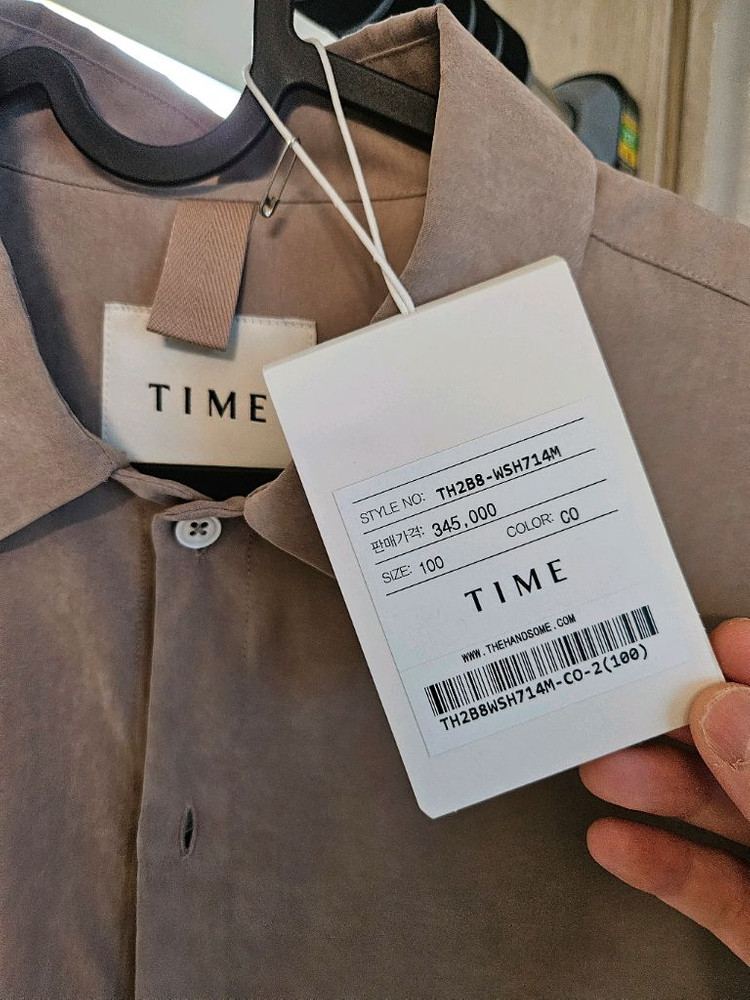 TIME
STYLE NO: TH2B8-WSH714M
판매가격: 345,000
SIZE: 100 COLOR: CO
TIME
WWW.THEHANDSOME.COM
TH2B8WSH714M-CO-2(100)